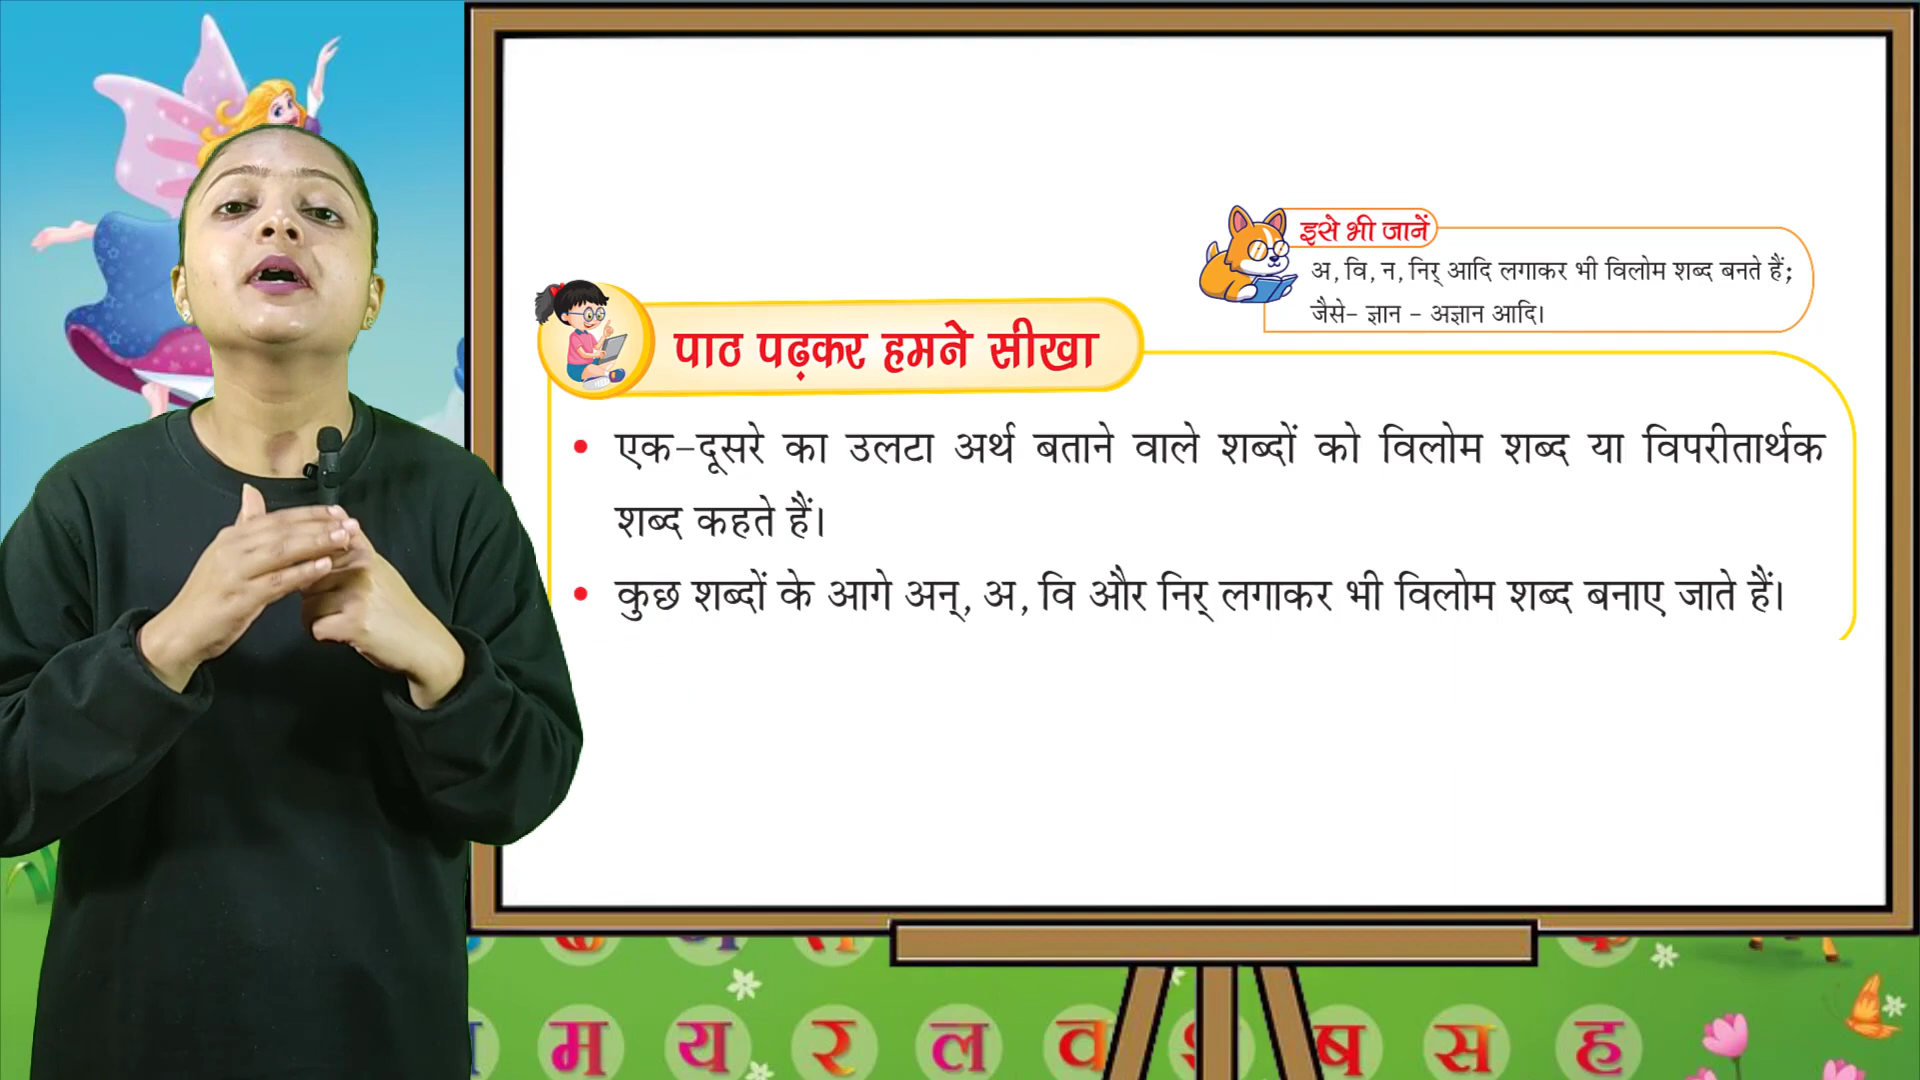 इसे भी जानें
अ, वि, न, निर् आदि लगाकर भी विलोम शब्द बनते हैं;
जैसे- ज्ञान - अज्ञान आदि।
पाठ पढ़कर हमने सीखा
• एक-दूसरे का उलटा अर्थ बताने वाले शब्दों को विलोम शब्द या विपरीतार्थक
शब्द कहते हैं।
• कुछ शब्दों के आगे अन्, अ, वि और निर् लगाकर भी विलोम शब्द बनाए जाते हैं।
म य र ल व ष स ह